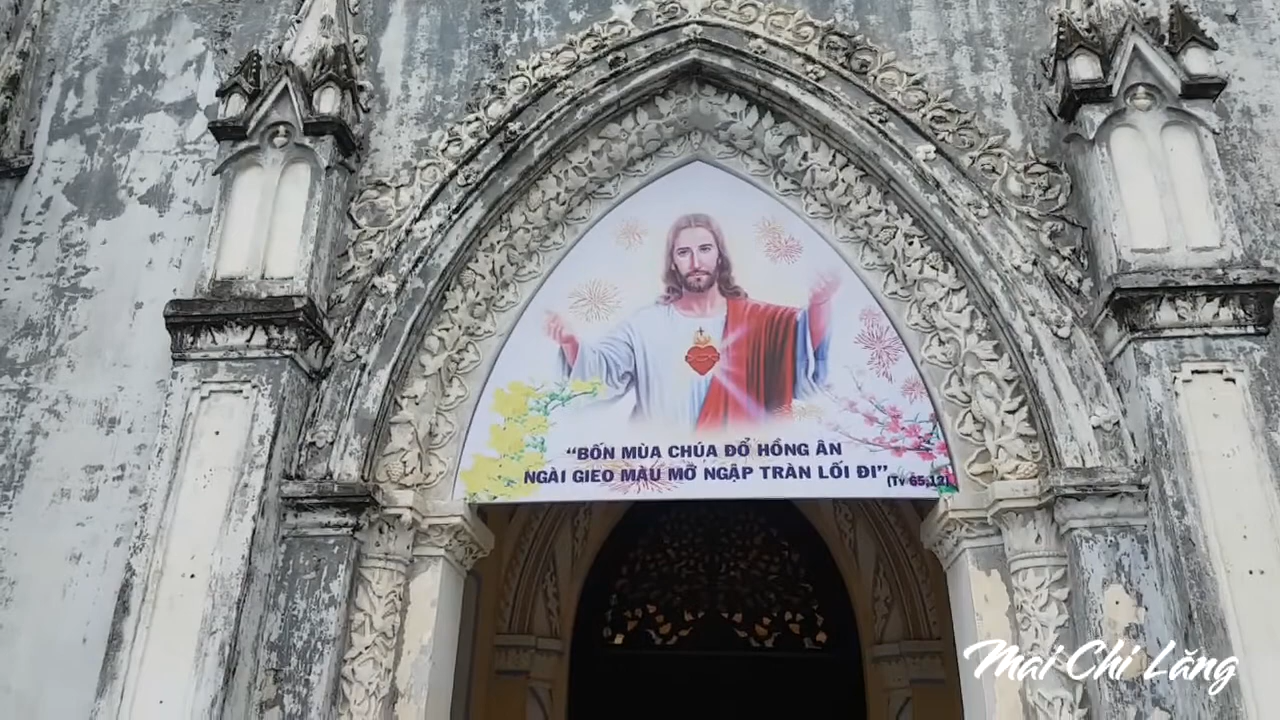 “BỐN MÙA CHÚA ĐỔ HỒNG ÂN
NGÀI GIEO MÀU MỠ NGẬP TRÀN LỐI ĐI” (Tv 65,12)
Mai Chi Lăng